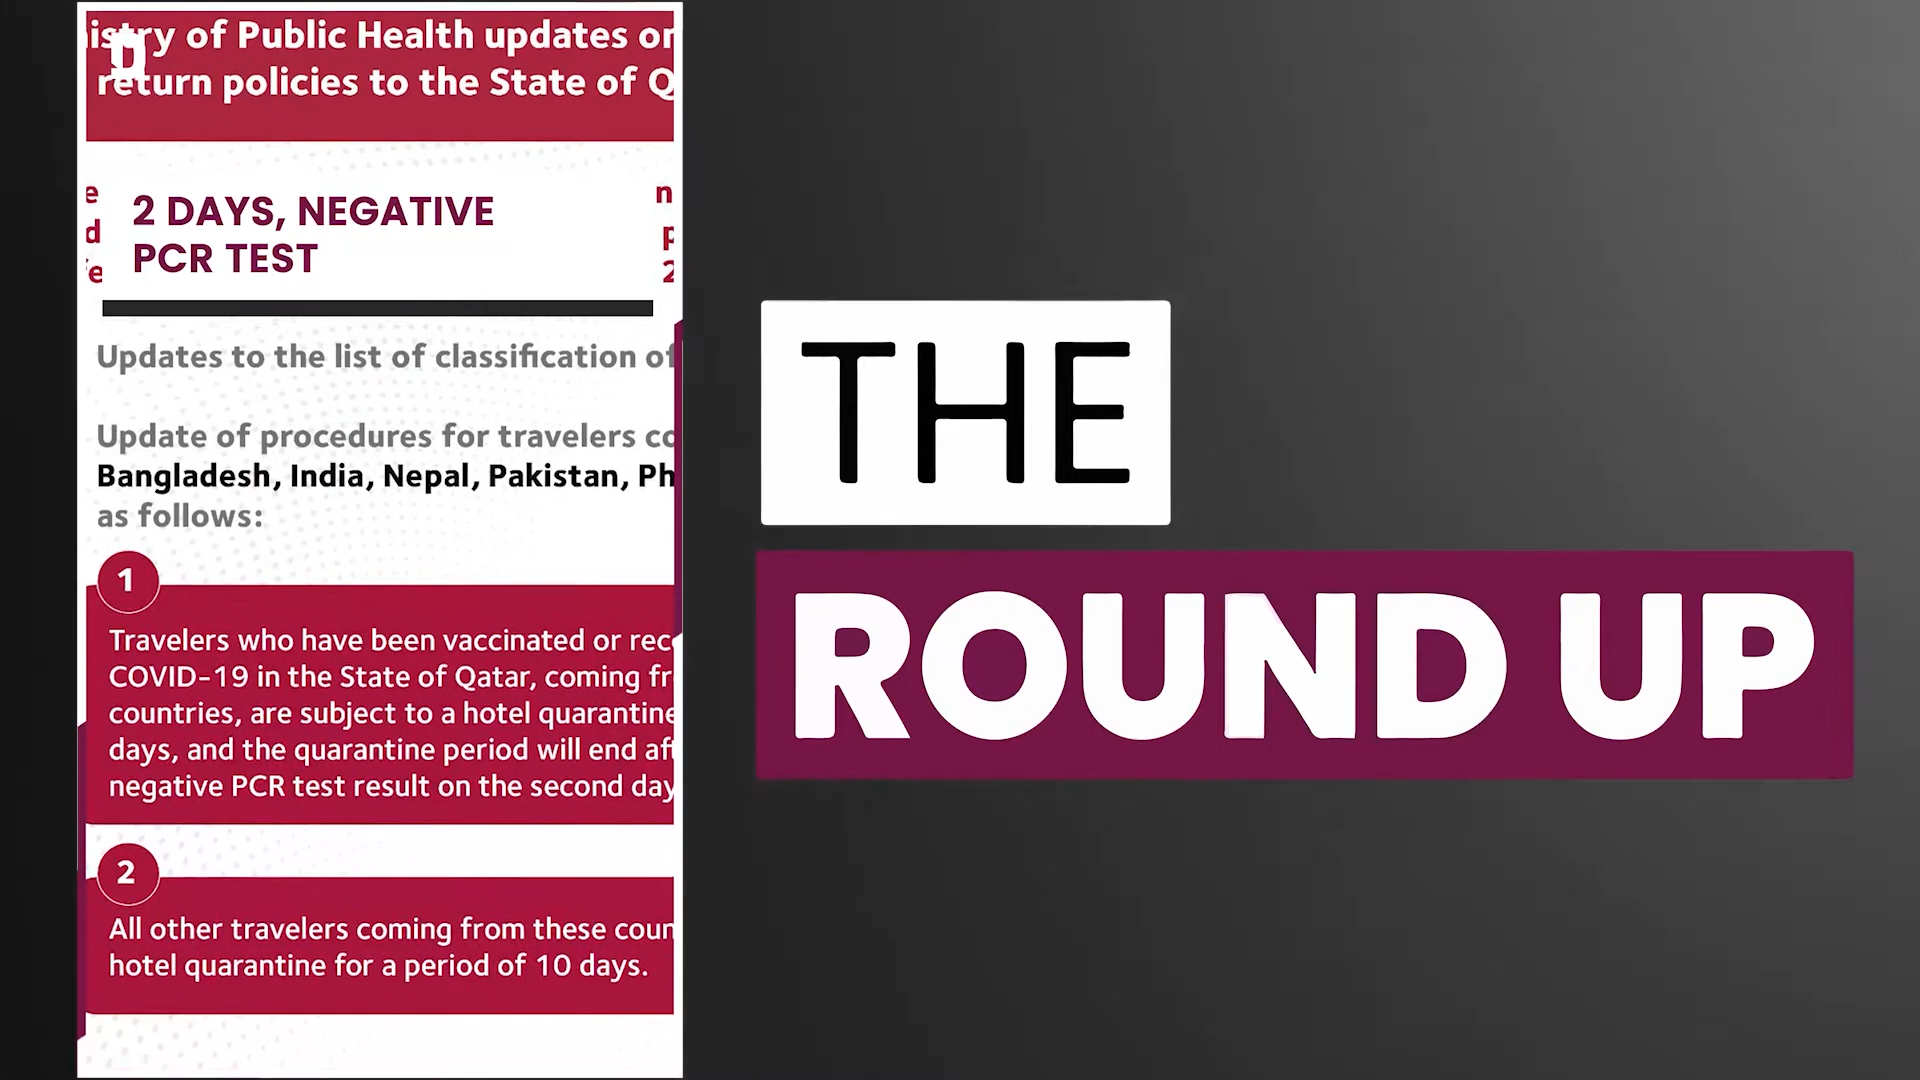 istry of Public Health updates on
return policies to the State of Q
2 DAYS, NEGATIVE
PCR TEST
Updates to the list of classification of
Update of procedures for travelers co
Bangladesh, India, Nepal, Pakistan, Ph
as follows:
1
Travelers who have been vaccinated or rec
COVID-19 in the State of Qatar, coming fr
countries, are subject to a hotel quarantine
days, and the quarantine period will end aft
negative PCR test result on the second day
2
All other travelers coming from these coun
hotel quarantine for a period of 10 days.
THE
ROUND UP